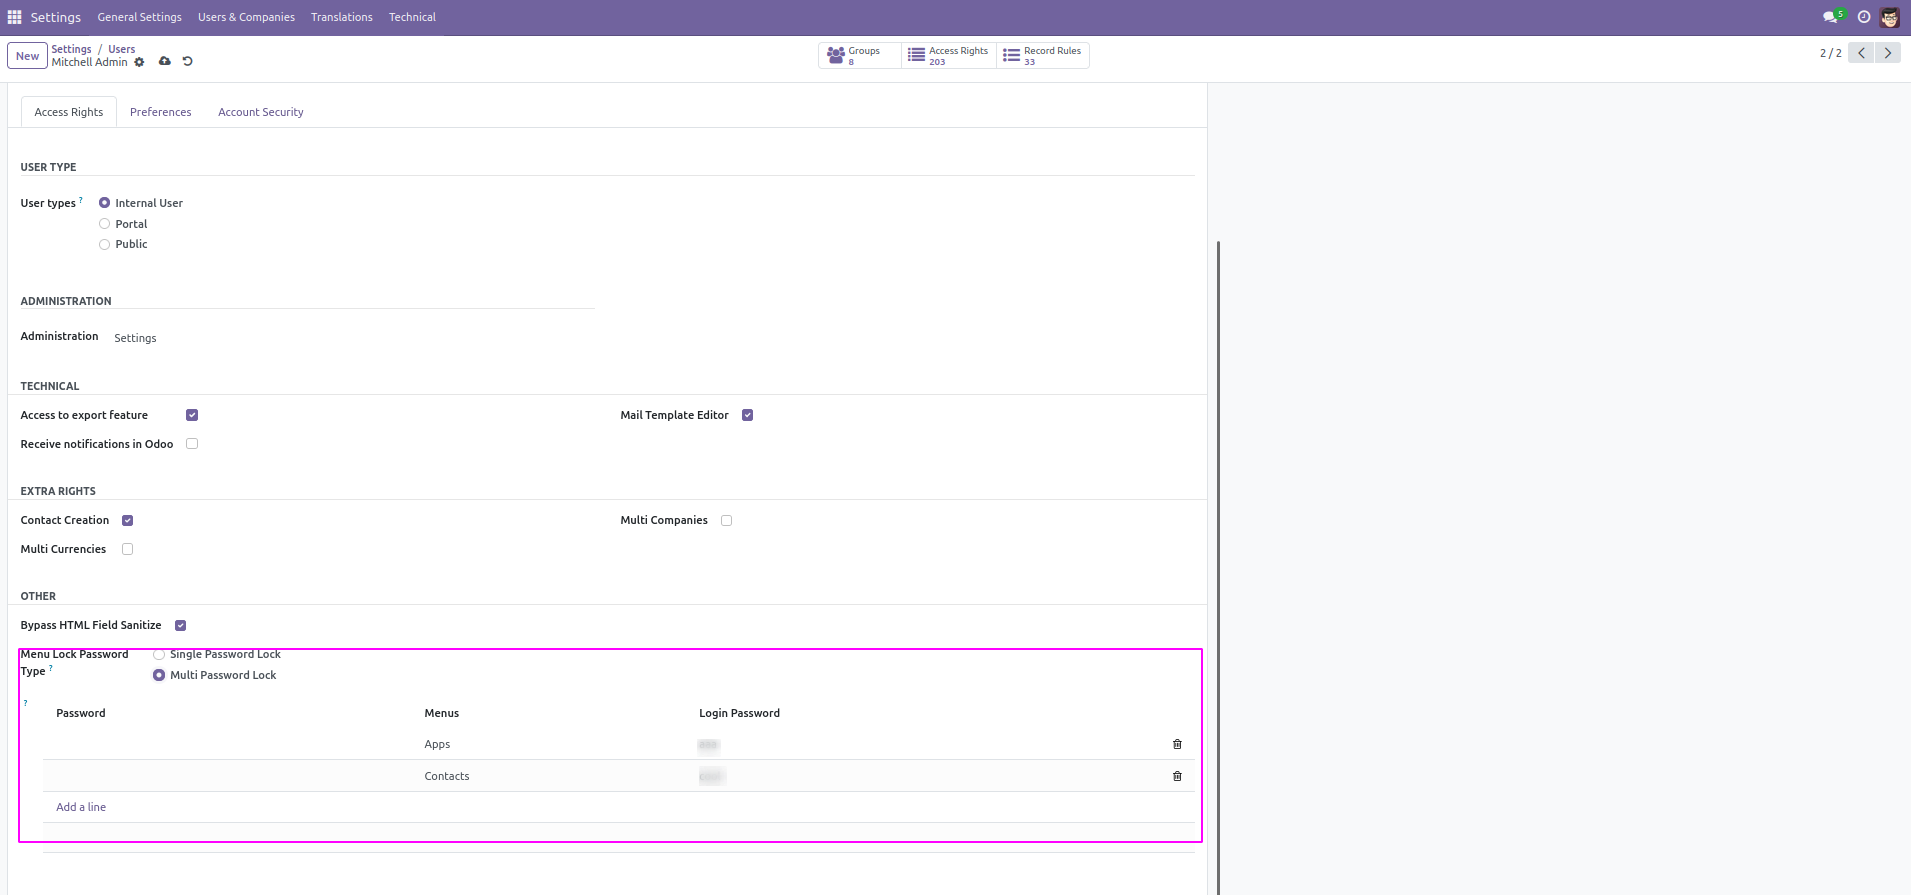 Settings General Settings Users & Companies Translations Technical 5
New Settings / Users
Mitchell Admin
Groups
8
Access Rights
203
Record Rules
33
2 / 2
Access Rights Preferences Account Security
USER TYPE
User types ? Internal User
Portal
Public
ADMINISTRATION
Administration Settings
TECHNICAL
Access to export feature Mail Template Editor
Receive notifications in Odoo
EXTRA RIGHTS
Contact Creation Multi Companies
Multi Currencies
OTHER
Bypass HTML Field Sanitize
Menu Lock Password Type ? Single Password Lock
Multi Password Lock
?
Password Menus Login Password
Apps
Contacts
Add a line